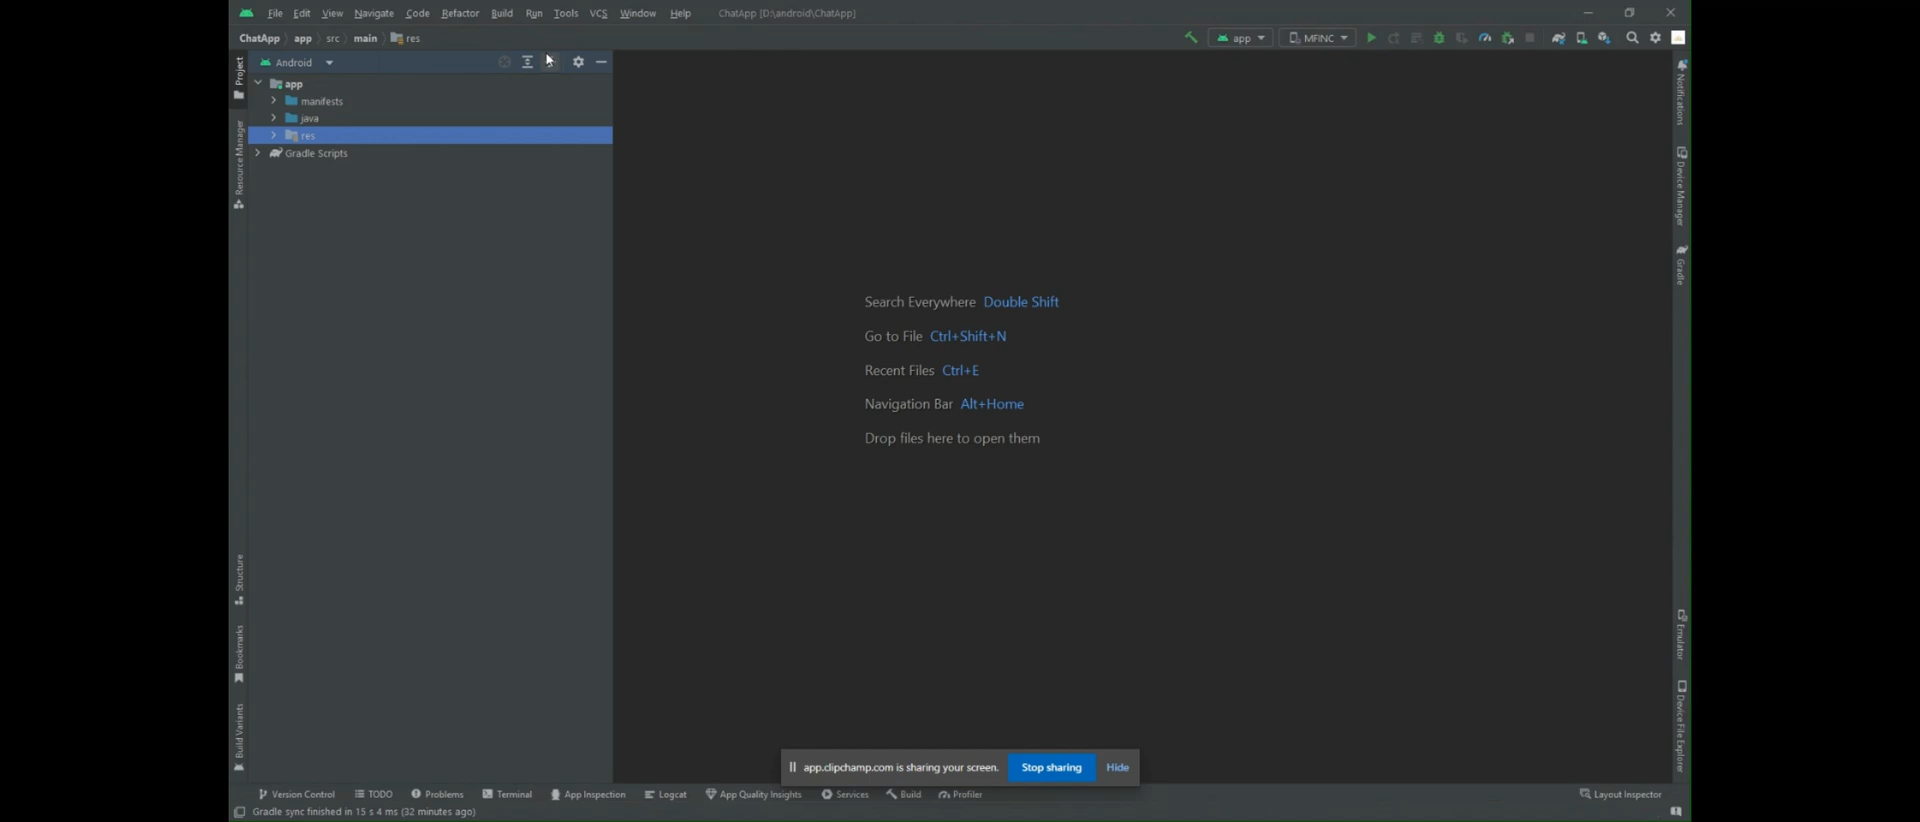 File Edit View Navigate Code Refactor Build Run Tools VCS Window Help ChatApp [D:\android\ChatApp]
ChatApp app src main res
app MFINC
Project
Android
app
manifests
java
res
Gradle Scripts
Resource Manager
Structure
Bookmarks
Build Variants
Search Everywhere Double Shift
Go to File Ctrl+Shift+N
Recent Files Ctrl+E
Navigation Bar Alt+Home
Drop files here to open them
Notifications
Device Manager
Gradle
Emulator
Device File Explorer
app.clipchamp.com is sharing your screen. Stop sharing Hide
Version Control TODO Problems Terminal App Inspection Logcat App Quality Insights Services Build Profiler Layout Inspector
Gradle sync finished in 15 s 4 ms (32 minutes ago)